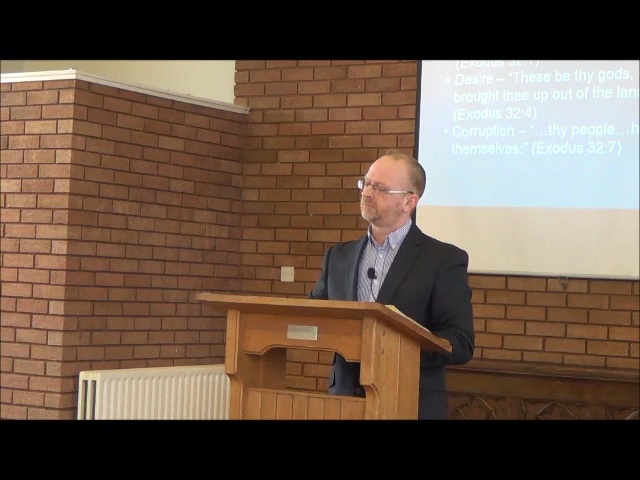 (Exodus 32:1)
• Desire – “These be thy gods,
brought thee up out of the lan
(Exodus 32:4)
• Corruption – “…thy people…h
themselves:” (Exodus 32:7)